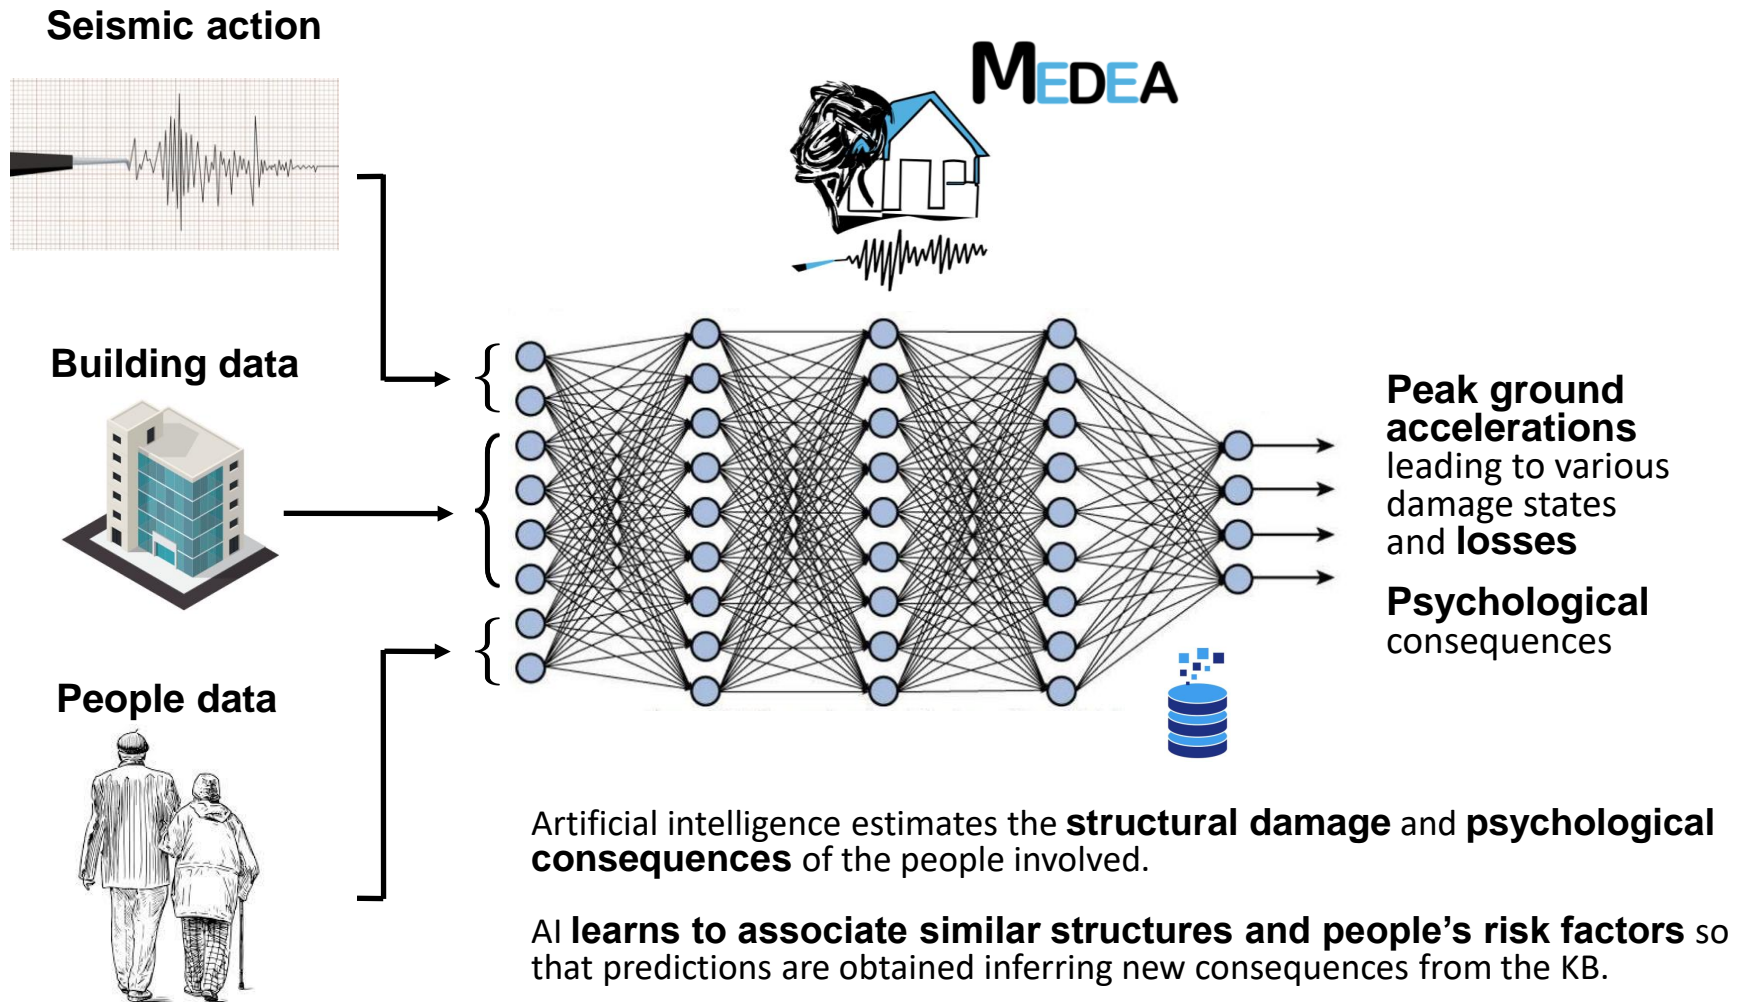 Seismic action
MEDEA
Building data
People data
Peak ground
accelerations
leading to various
damage states
and losses
Psychological
consequences
Artificial intelligence estimates the structural damage and psychological
consequences of the people involved.
AI learns to associate similar structures and people’s risk factors so
that predictions are obtained inferring new consequences from the KB.